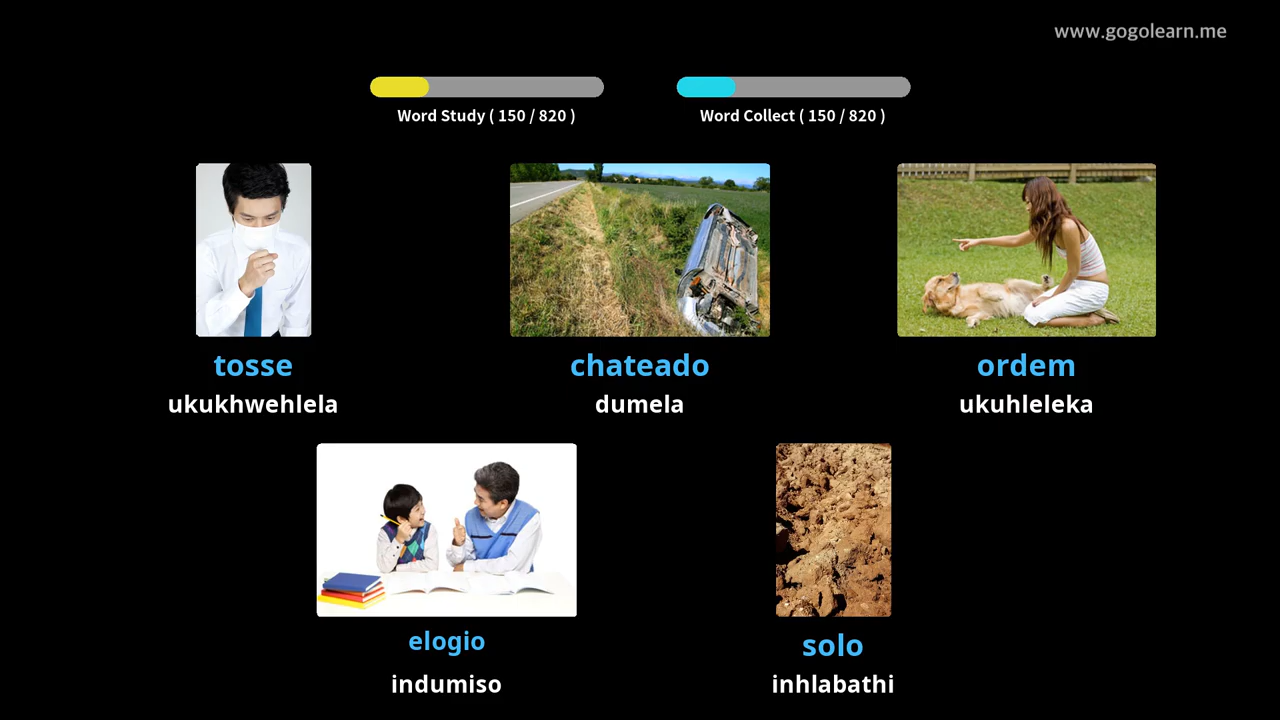 www.gogolearn.me
Word Study ( 150 / 820 )
Word Collect ( 150 / 820 )
tosse
ukukhwehlela
chateado
dumela
ordem
ukuhleleka
elogio
indumiso
solo
inhlabathi